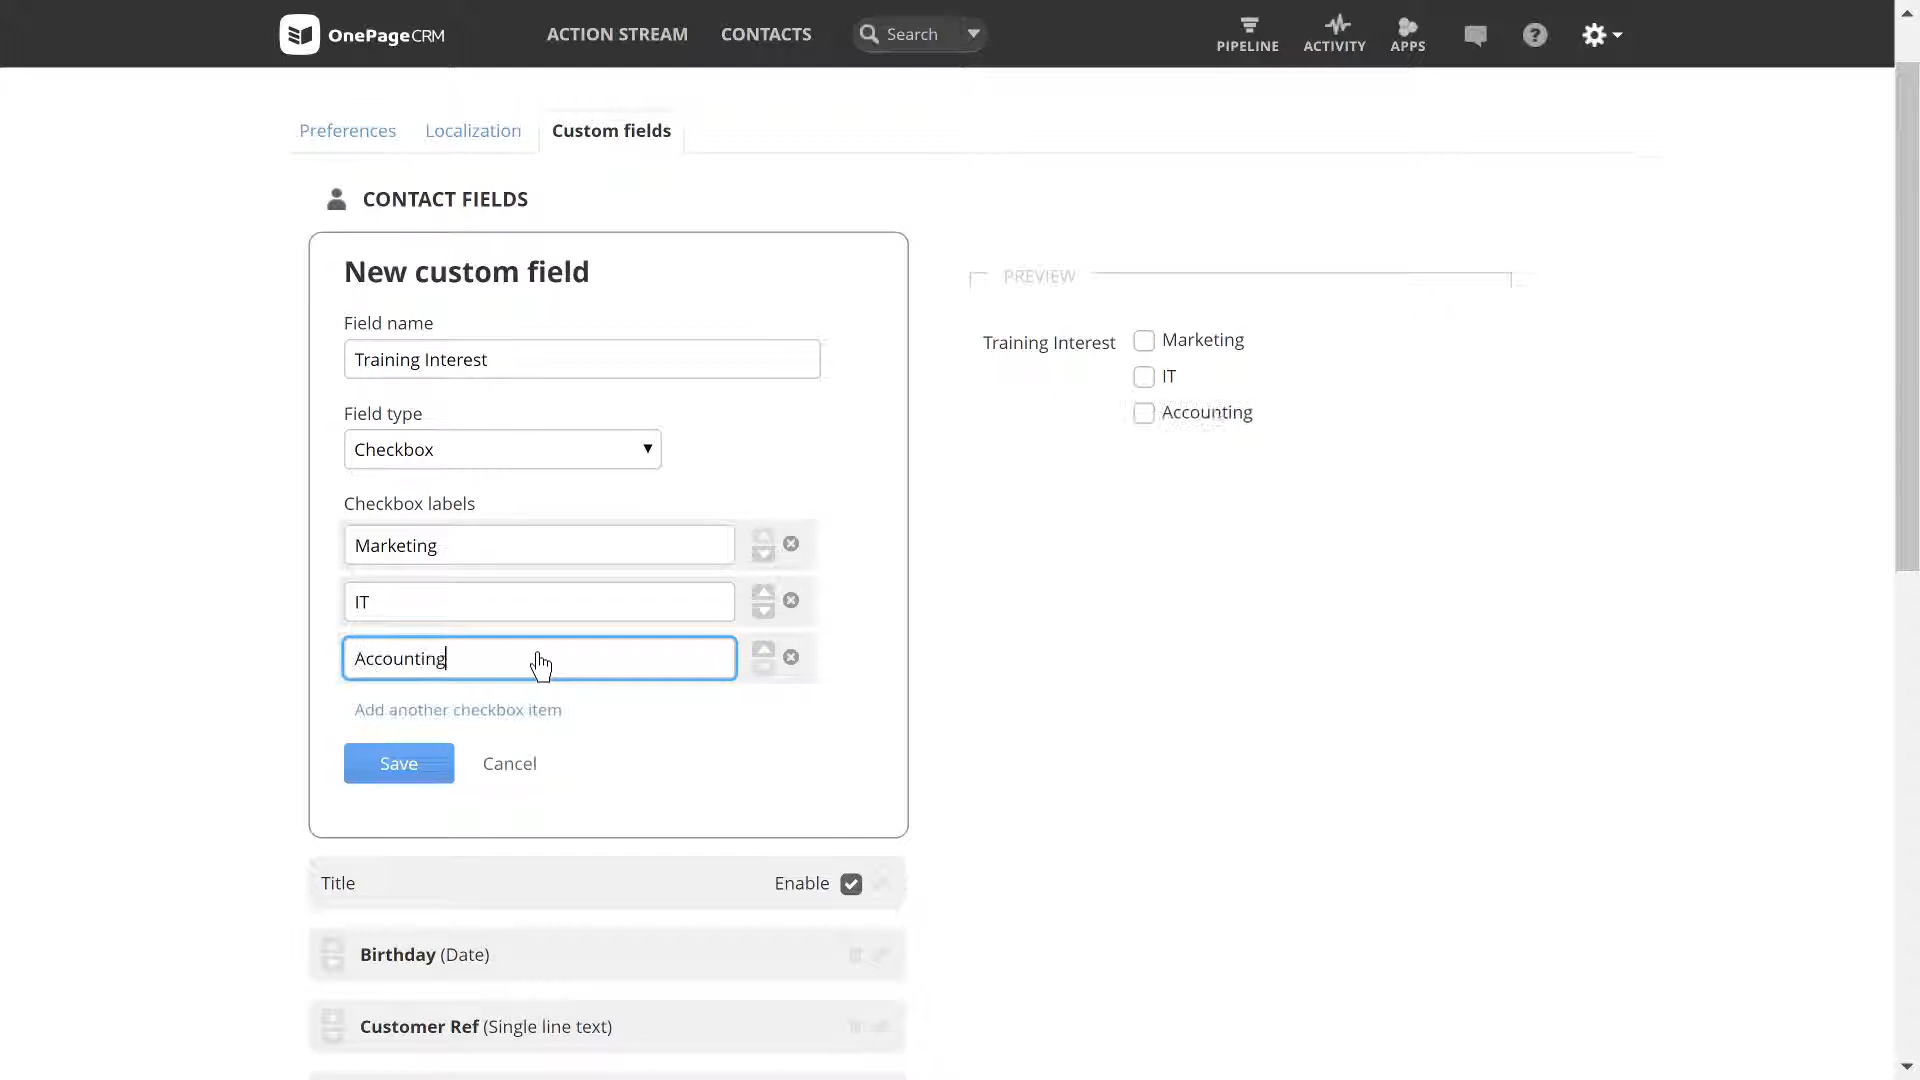 OnePageCRM
ACTION STREAM
CONTACTS
Search
PIPELINE
ACTIVITY
APPS
?
Preferences
Localization
Custom fields
CONTACT FIELDS
New custom field
Field name
Training Interest
Field type
Checkbox
Checkbox labels
Marketing
IT
Accounting
Add another checkbox item
Save
Cancel
PREVIEW
Training Interest
Marketing
IT
Accounting
Title
Enable
Birthday (Date)
Customer Ref (Single line text)